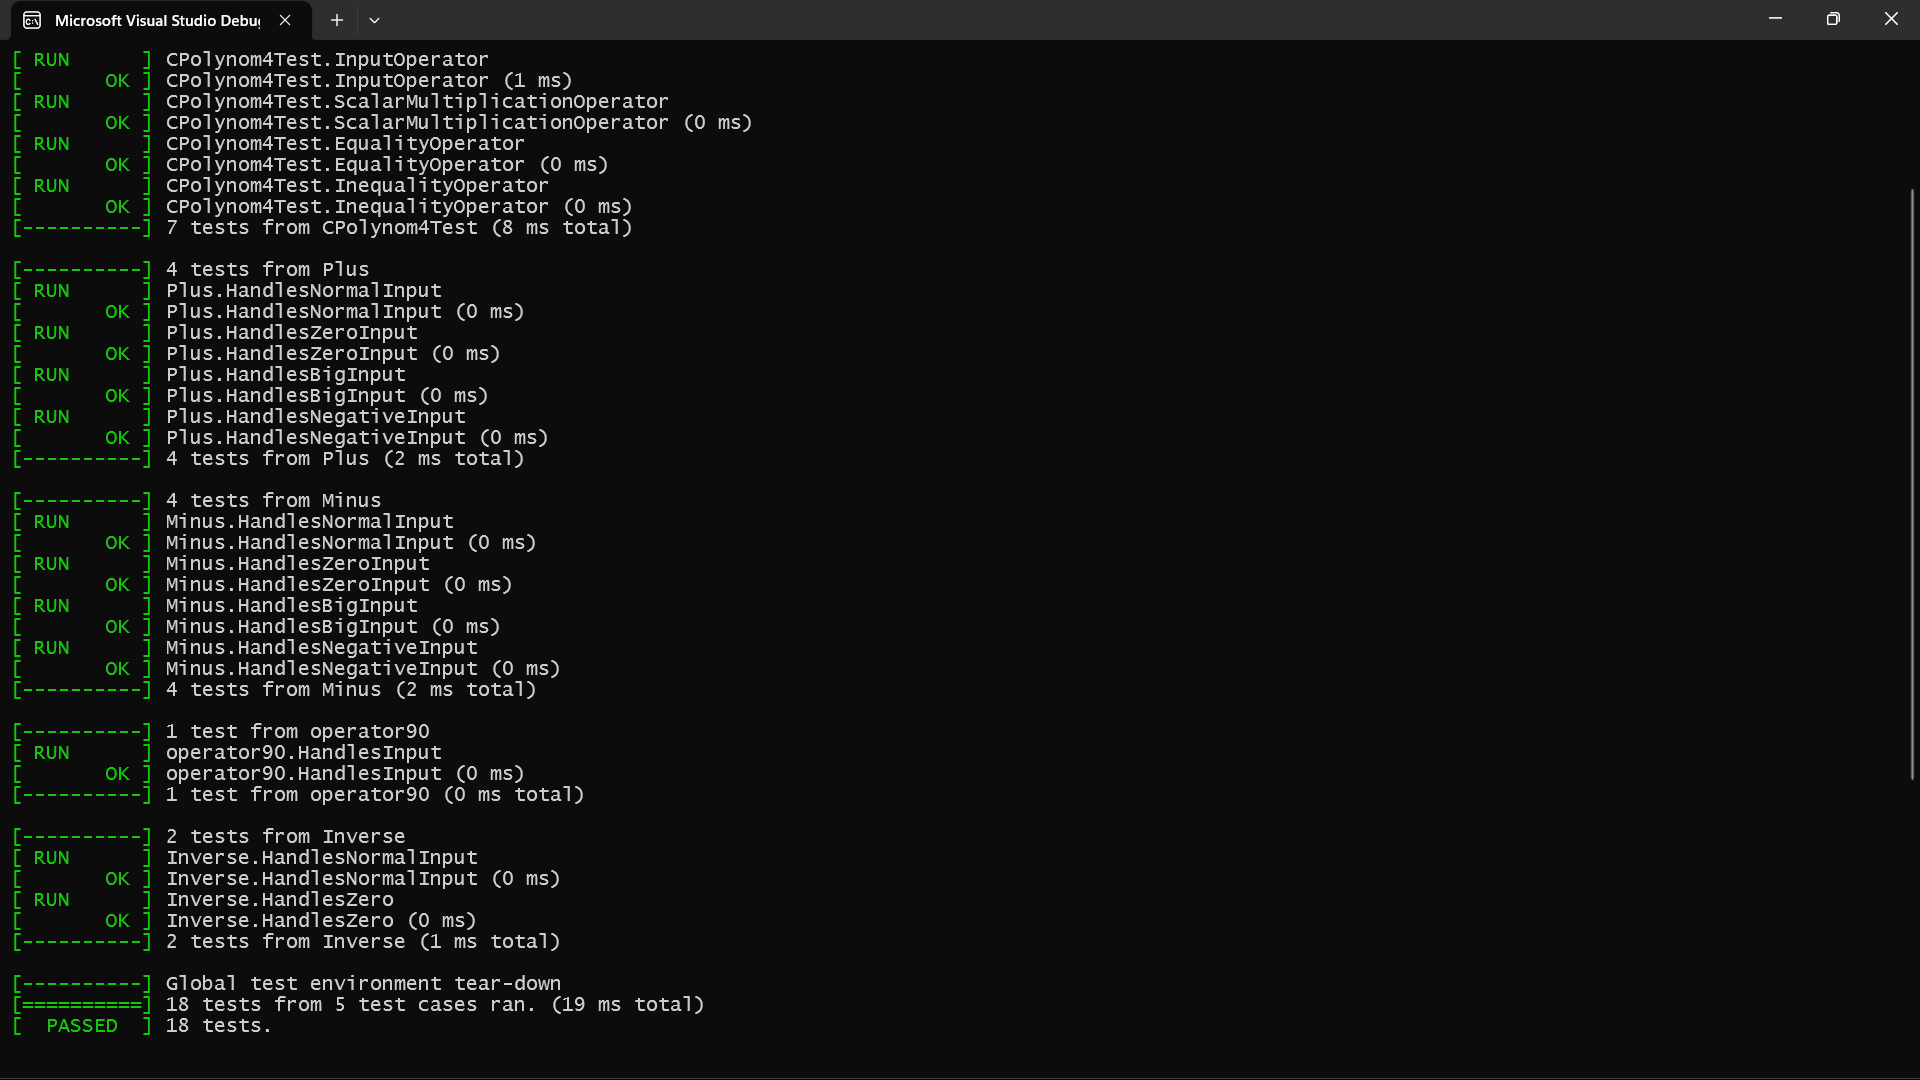 Microsoft Visual Studio Debu
[ RUN      ] CPolynom4Test.InputOperator
[       OK ] CPolynom4Test.InputOperator (1 ms)
[ RUN      ] CPolynom4Test.ScalarMultiplicationOperator
[       OK ] CPolynom4Test.ScalarMultiplicationOperator (0 ms)
[ RUN      ] CPolynom4Test.EqualityOperator
[       OK ] CPolynom4Test.EqualityOperator (0 ms)
[ RUN      ] CPolynom4Test.InequalityOperator
[       OK ] CPolynom4Test.InequalityOperator (0 ms)
[----------] 7 tests from CPolynom4Test (8 ms total)
[----------] 4 tests from Plus
[ RUN      ] Plus.HandlesNormalInput
[       OK ] Plus.HandlesNormalInput (0 ms)
[ RUN      ] Plus.HandlesZeroInput
[       OK ] Plus.HandlesZeroInput (0 ms)
[ RUN      ] Plus.HandlesBigInput
[       OK ] Plus.HandlesBigInput (0 ms)
[ RUN      ] Plus.HandlesNegativeInput
[       OK ] Plus.HandlesNegativeInput (0 ms)
[----------] 4 tests from Plus (2 ms total)
[----------] 4 tests from Minus
[ RUN      ] Minus.HandlesNormalInput
[       OK ] Minus.HandlesNormalInput (0 ms)
[ RUN      ] Minus.HandlesZeroInput
[       OK ] Minus.HandlesZeroInput (0 ms)
[ RUN      ] Minus.HandlesBigInput
[       OK ] Minus.HandlesBigInput (0 ms)
[ RUN      ] Minus.HandlesNegativeInput
[       OK ] Minus.HandlesNegativeInput (0 ms)
[----------] 4 tests from Minus (2 ms total)
[----------] 1 test from operator90
[ RUN      ] operator90.HandlesInput
[       OK ] operator90.HandlesInput (0 ms)
[----------] 1 test from operator90 (0 ms total)
[----------] 2 tests from Inverse
[ RUN      ] Inverse.HandlesNormalInput
[       OK ] Inverse.HandlesNormalInput (0 ms)
[ RUN      ] Inverse.HandlesZero
[       OK ] Inverse.HandlesZero (0 ms)
[----------] 2 tests from Inverse (1 ms total)
[----------] Global test environment tear-down
[==========] 18 tests from 5 test cases ran. (19 ms total)
[  PASSED  ] 18 tests.